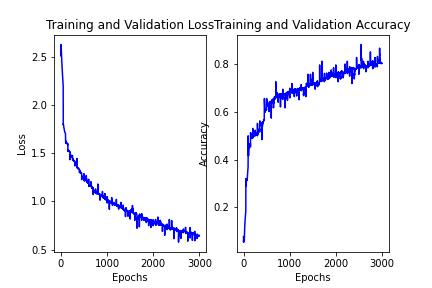 Training and Validation Loss
2.5
2.0
1.5
1.0
0.5
Loss
0
1000
2000
3000
Epochs
Training and Validation Accuracy
0.8
0.6
0.4
0.2
Accuracy
0
1000
2000
3000
Epochs